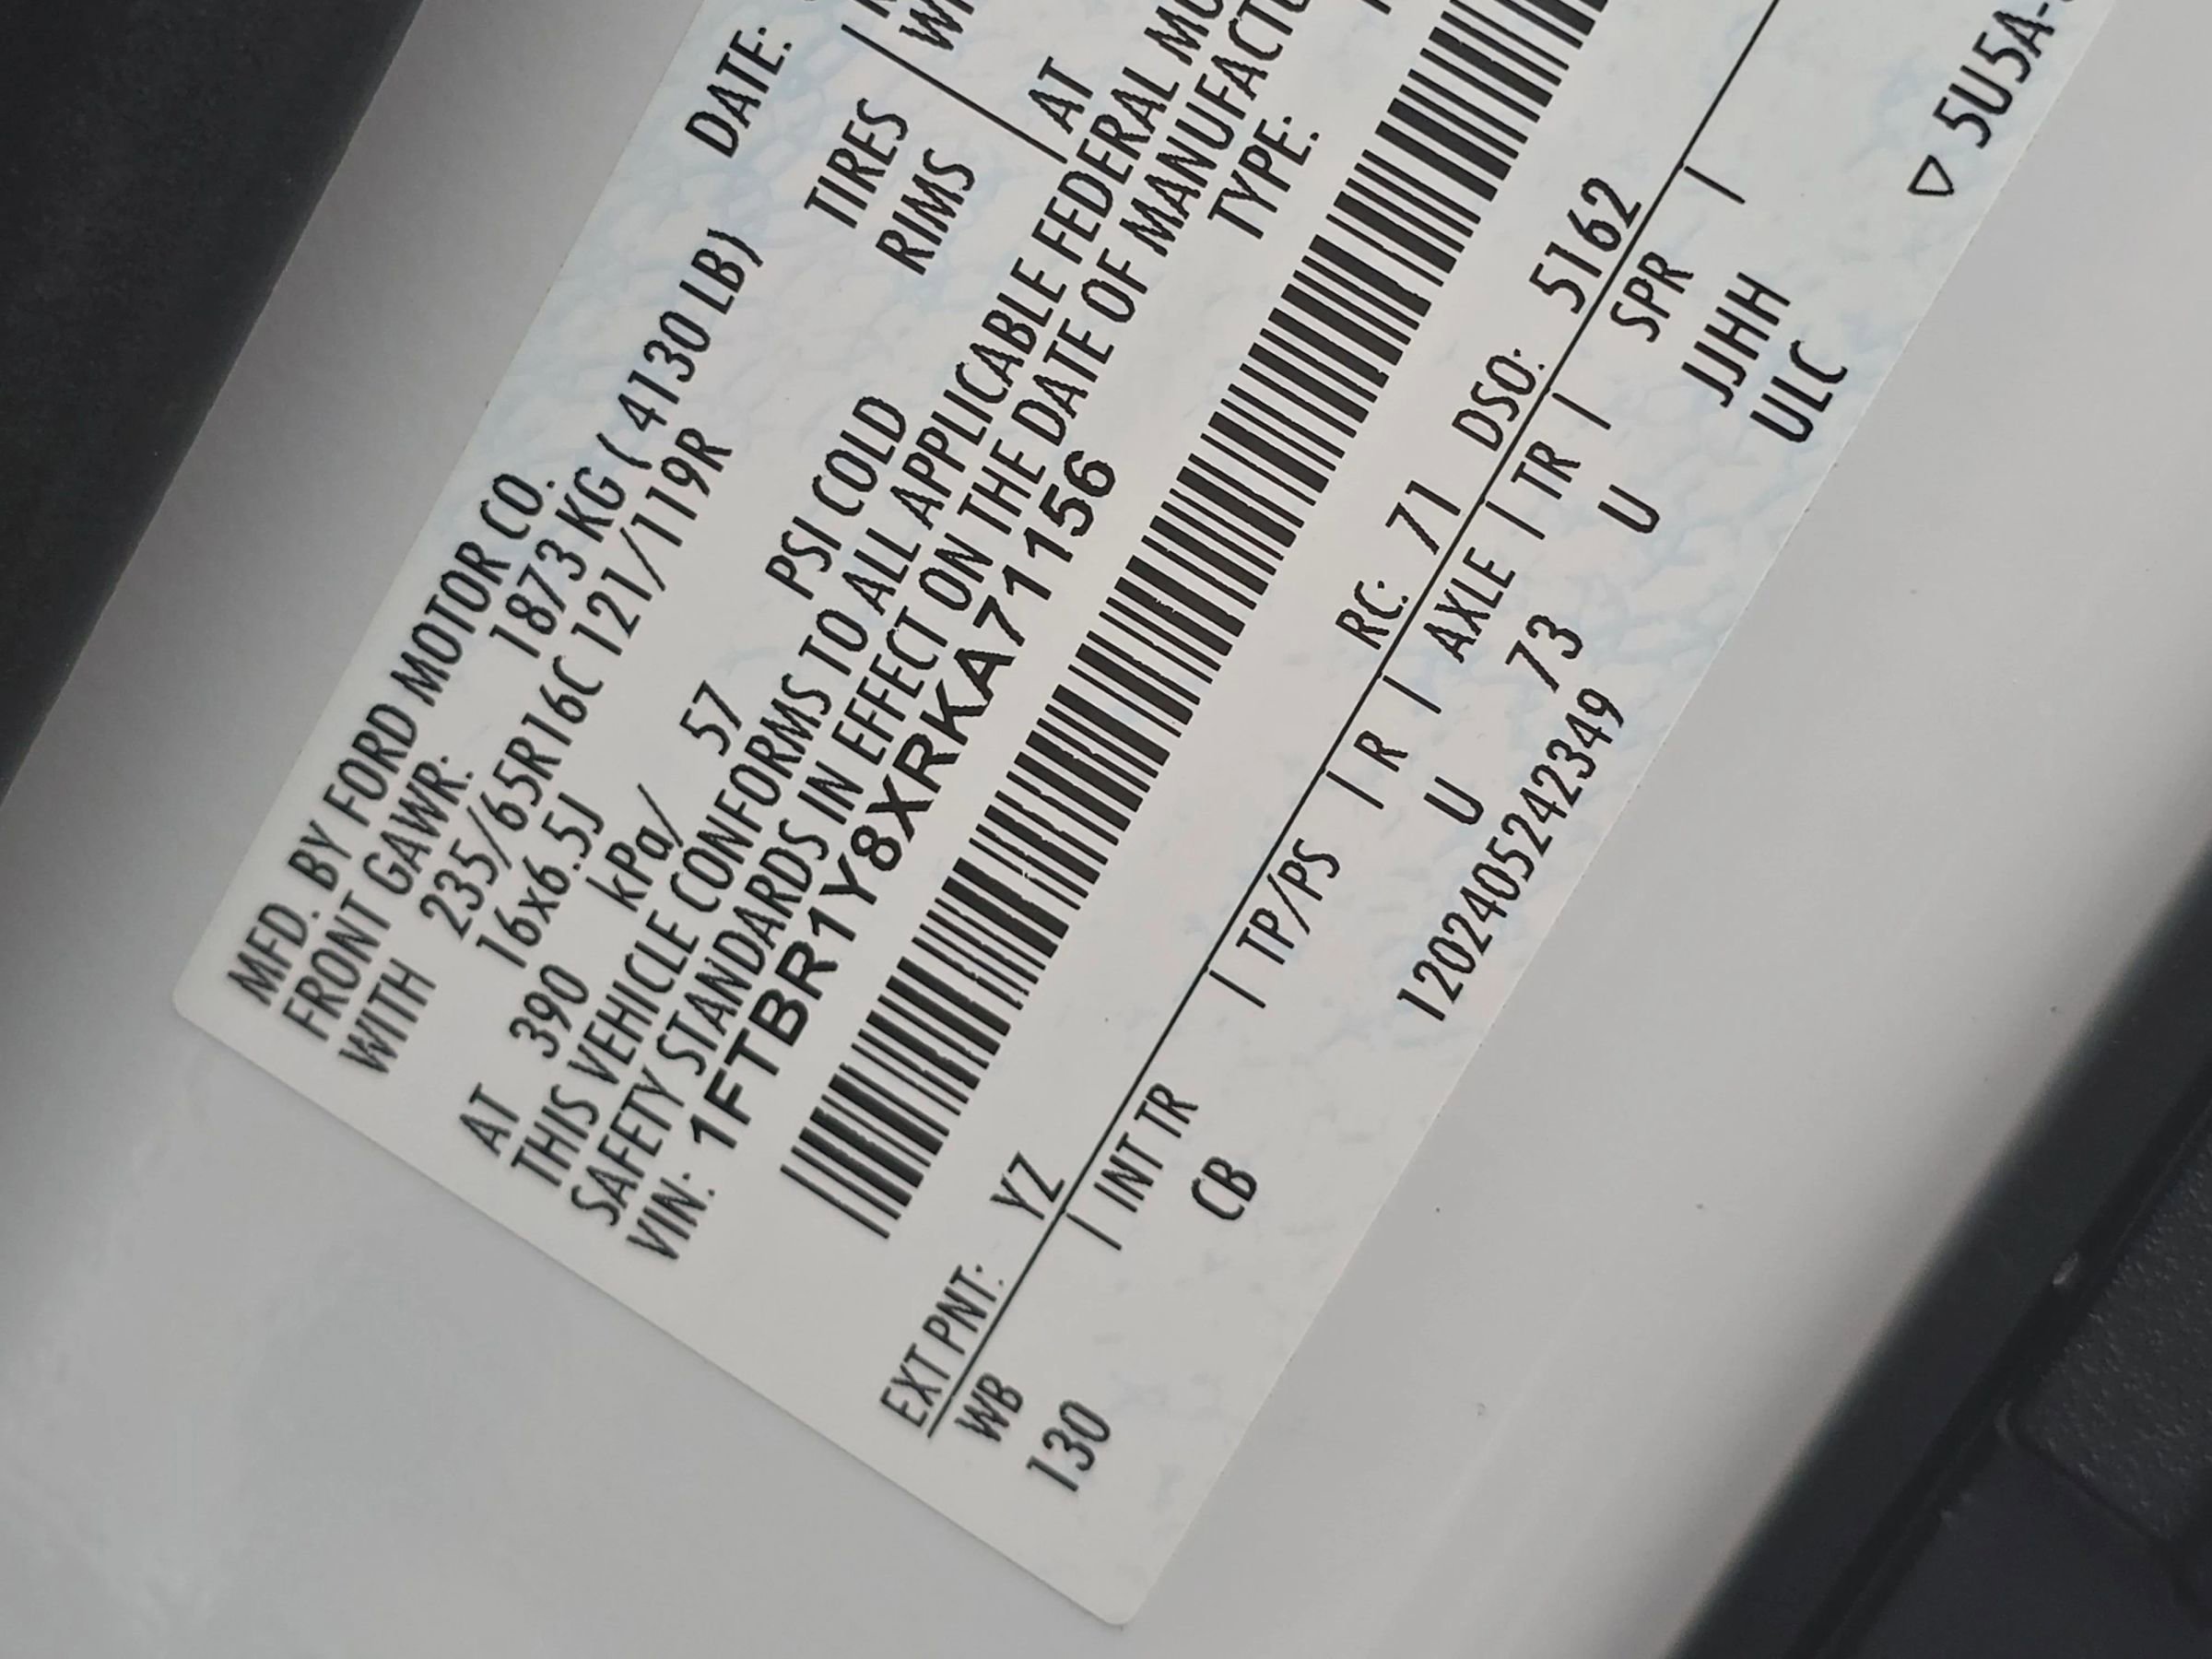 MFD. BY FORD MOTOR CO. DATE:
FRONT GAWR: 1873 KG ( 4130 LB)
WITH 235/65R16C 121/119R TIRES
16x6.5J RIMS
AT 390 kPa/ 57 PSI COLD AT
THIS VEHICLE CONFORMS TO ALL APPLICABLE FEDERAL
SAFETY STANDARDS IN EFFECT ON THE DATE OF
VIN: 1FTBR1Y8XRKA71156 TYPE:
EXT PNT: YZ RC: 71 DSO: 5162
WB | INT TR | TP/PS | R | AXLE | TR | SPR |
130 CB U 73 U JJHH
1202405242349 ULC
▽ 5U5A-